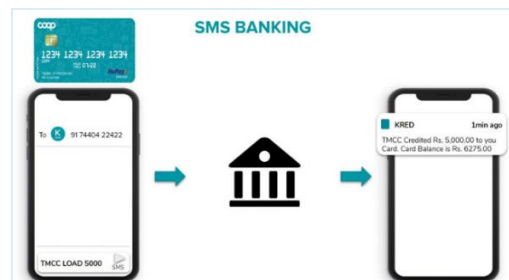 SMS BANKING
coop
1234 1234 1234 1234
RuPay
To K 91 74404 22422
TMCC LOAD 5000
SMS
KRED 1min ago
TMCC Credited Rs. 5,000.00 to you
Card. Card Balance is Rs. 6275.00